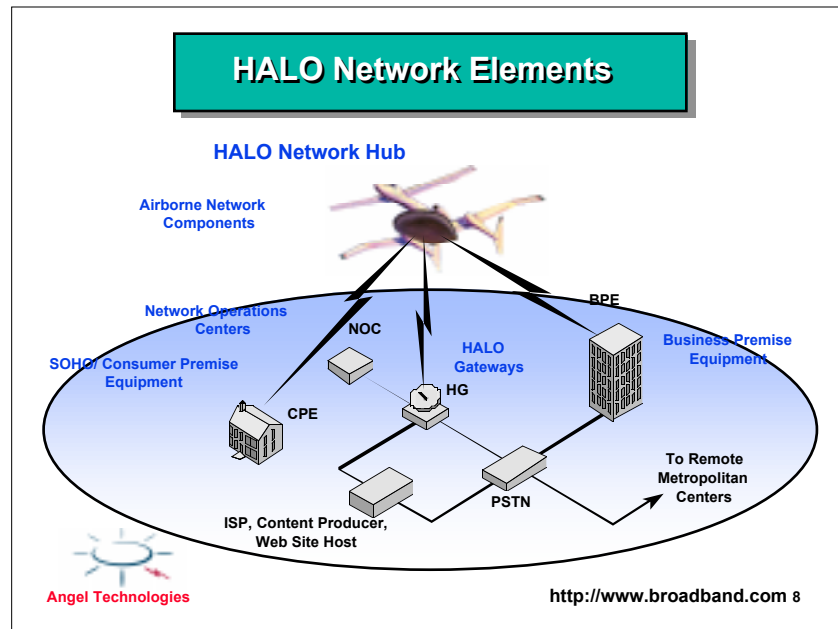 HALO Network Elements
HALO Network Hub
Airborne Network
Components
Network Operations
Centers
NOC
BPE
SOHO/ Consumer Premise
Equipment
HALO
Gateways
Business Premise
Equipment
HG
CPE
To Remote
Metropolitan
Centers
PSTN
ISP, Content Producer,
Web Site Host
Angel Technologies
http://www.broadband.com 8